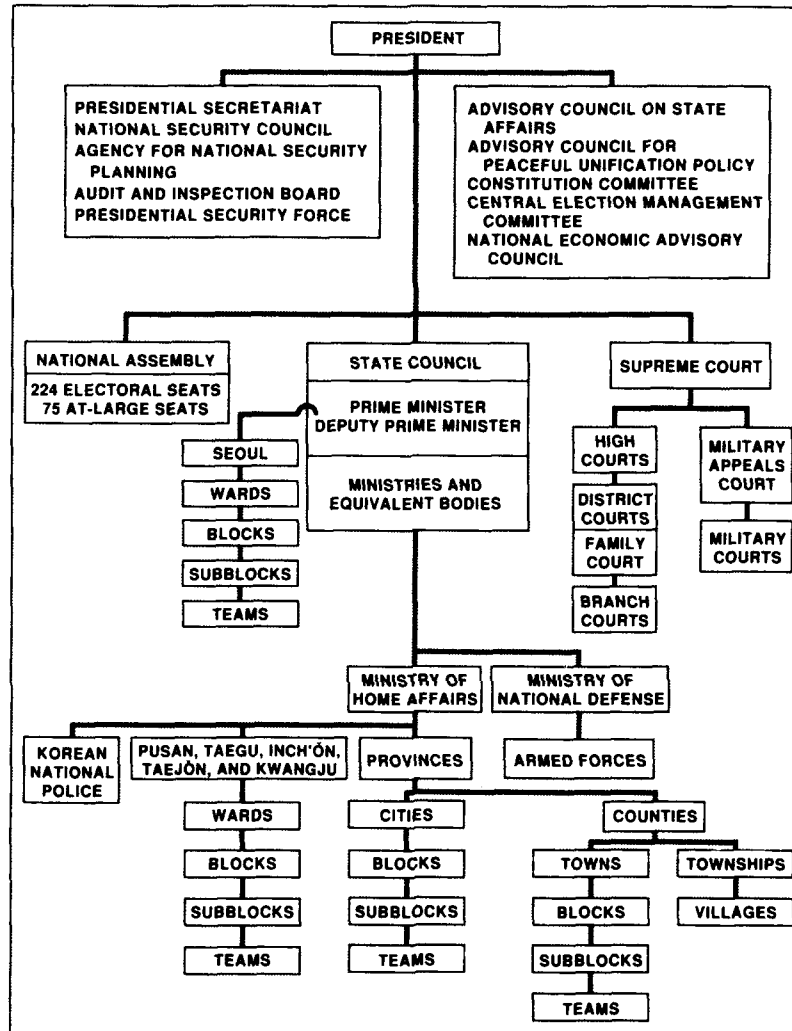 PRESIDENT
PRESIDENTIAL SECRETARIAT
NATIONAL SECURITY COUNCIL
AGENCY FOR NATIONAL SECURITY
PLANNING
AUDIT AND INSPECTION BOARD
PRESIDENTIAL SECURITY FORCE
ADVISORY COUNCIL ON STATE
AFFAIRS
ADVISORY COUNCIL FOR
PEACEFUL UNIFICATION POLICY
CONSTITUTION COMMITTEE
CENTRAL ELECTION MANAGEMENT
COMMITTEE
NATIONAL ECONOMIC ADVISORY
COUNCIL
NATIONAL ASSEMBLY
224 ELECTORAL SEATS
75 AT-LARGE SEATS
STATE COUNCIL
PRIME MINISTER
DEPUTY PRIME MINISTER
MINISTRIES AND
EQUIVALENT BODIES
SUPREME COURT
SEOUL
WARDS
BLOCKS
SUBBLOCKS
TEAMS
HIGH
COURTS
DISTRICT
COURTS
FAMILY
COURT
BRANCH
COURTS
MILITARY
APPEALS
COURT
MILITARY
COURTS
MINISTRY OF
HOME AFFAIRS
MINISTRY OF
NATIONAL DEFENSE
KOREAN
NATIONAL
POLICE
PUSAN, TAEGU, INCH'ŎN,
TAEJŎN, AND KWANGJU
PROVINCES
ARMED FORCES
WARDS
BLOCKS
SUBBLOCKS
TEAMS
CITIES
BLOCKS
SUBBLOCKS
TEAMS
COUNTIES
TOWNS
BLOCKS
SUBBLOCKS
TEAMS
TOWNSHIPS
VILLAGES